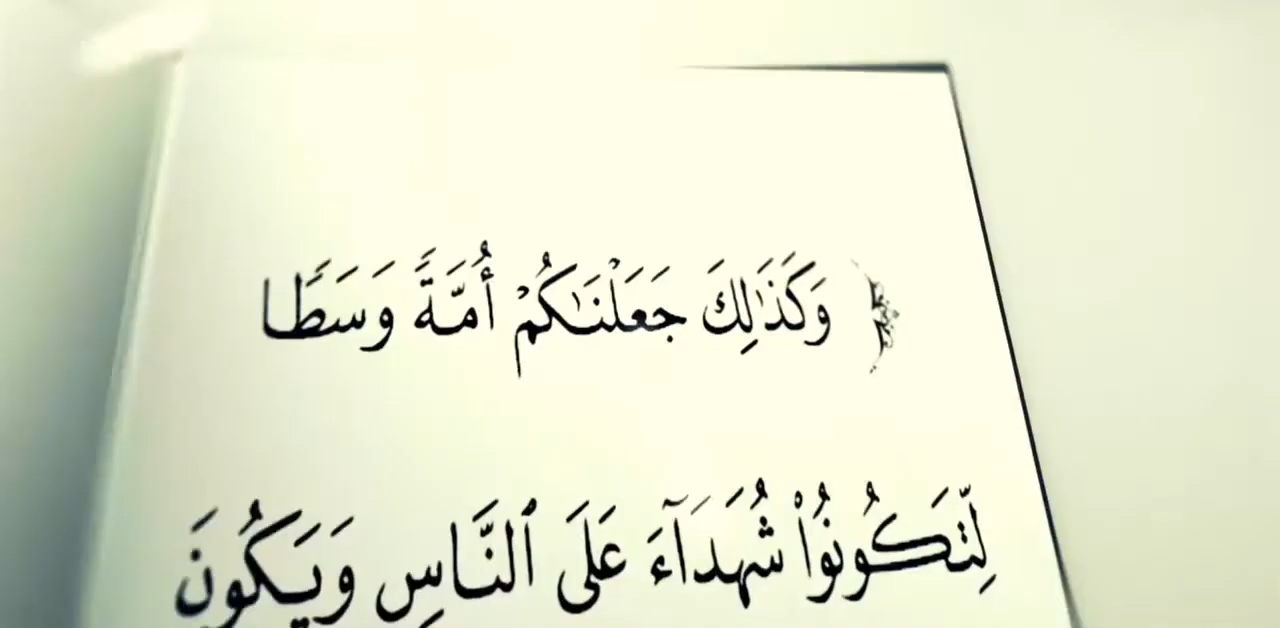 ﴿ وَكَذَٰلِكَ جَعَلْنَـٰكُمْ أُمَّةً وَسَطًا
لِّتَكُونُوا۟ شُهَدَآءَ عَلَى ٱلنَّاسِ وَيَكُونَ